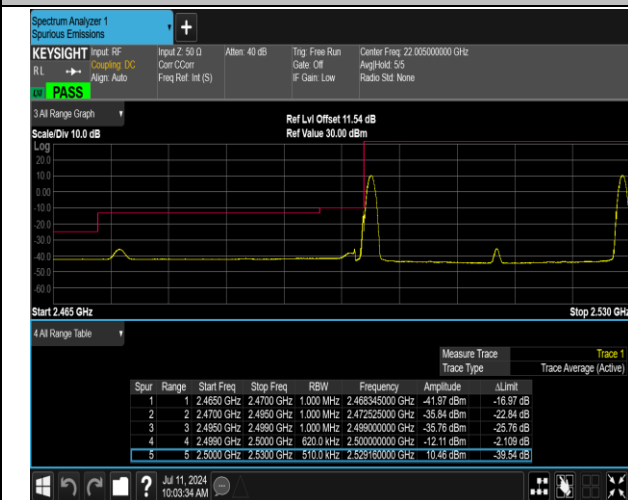 Spectrum Analyzer 1
Spurious Emissions
+
KEYSIGHT Input: RF Input Z: 50 Ω Atten: 40 dB Trig: Free Run Center Freq: 22.005000000 GHz
RL Coupling: DC Corr CCorr Gate: Off Avg|Hold: 5/5
Align: Auto Freq Ref: Int (S) IF Gain: Low Radio Std: None
PASS
3 All Range Graph
Ref Lvl Offset 11.54 dB
Scale/Div 10.0 dB Ref Value 30.00 dBm
Log
20.0
10.0
0.00
-10.0
-20.0
-30.0
-40.0
-50.0
-60.0
Start 2.465 GHz Stop 2.530 GHz
4 All Range Table
Measure Trace Trace 1
Trace Type Trace Average (Active)
Spur Range Start Freq Stop Freq RBW Frequency Amplitude ΔLimit
1 1 2.4650 GHz 2.4700 GHz 1.000 MHz 2.468345000 GHz -41.97 dBm -16.97 dB
2 2 2.4700 GHz 2.4950 GHz 1.000 MHz 2.472525000 GHz -35.84 dBm -22.84 dB
3 3 2.4950 GHz 2.4990 GHz 1.000 MHz 2.499000000 GHz -35.76 dBm -25.76 dB
4 4 2.4990 GHz 2.5000 GHz 620.0 kHz 2.500000000 GHz -12.11 dBm -2.109 dB
5 5 2.5000 GHz 2.5300 GHz 510.0 kHz 2.529160000 GHz 10.46 dBm -39.54 dB
?
Jul 11, 2024
10:03:34 AM